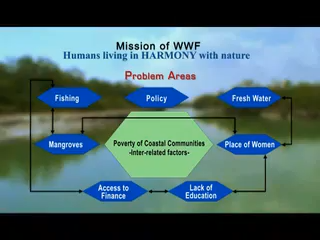 Mission of WWF
Humans living in HARMONY with nature
Problem Areas
Fishing
Policy
Fresh Water
Mangroves
Poverty of Coastal Communities
-Inter-related factors-
Place of Women
Access to
Finance
Lack of
Education